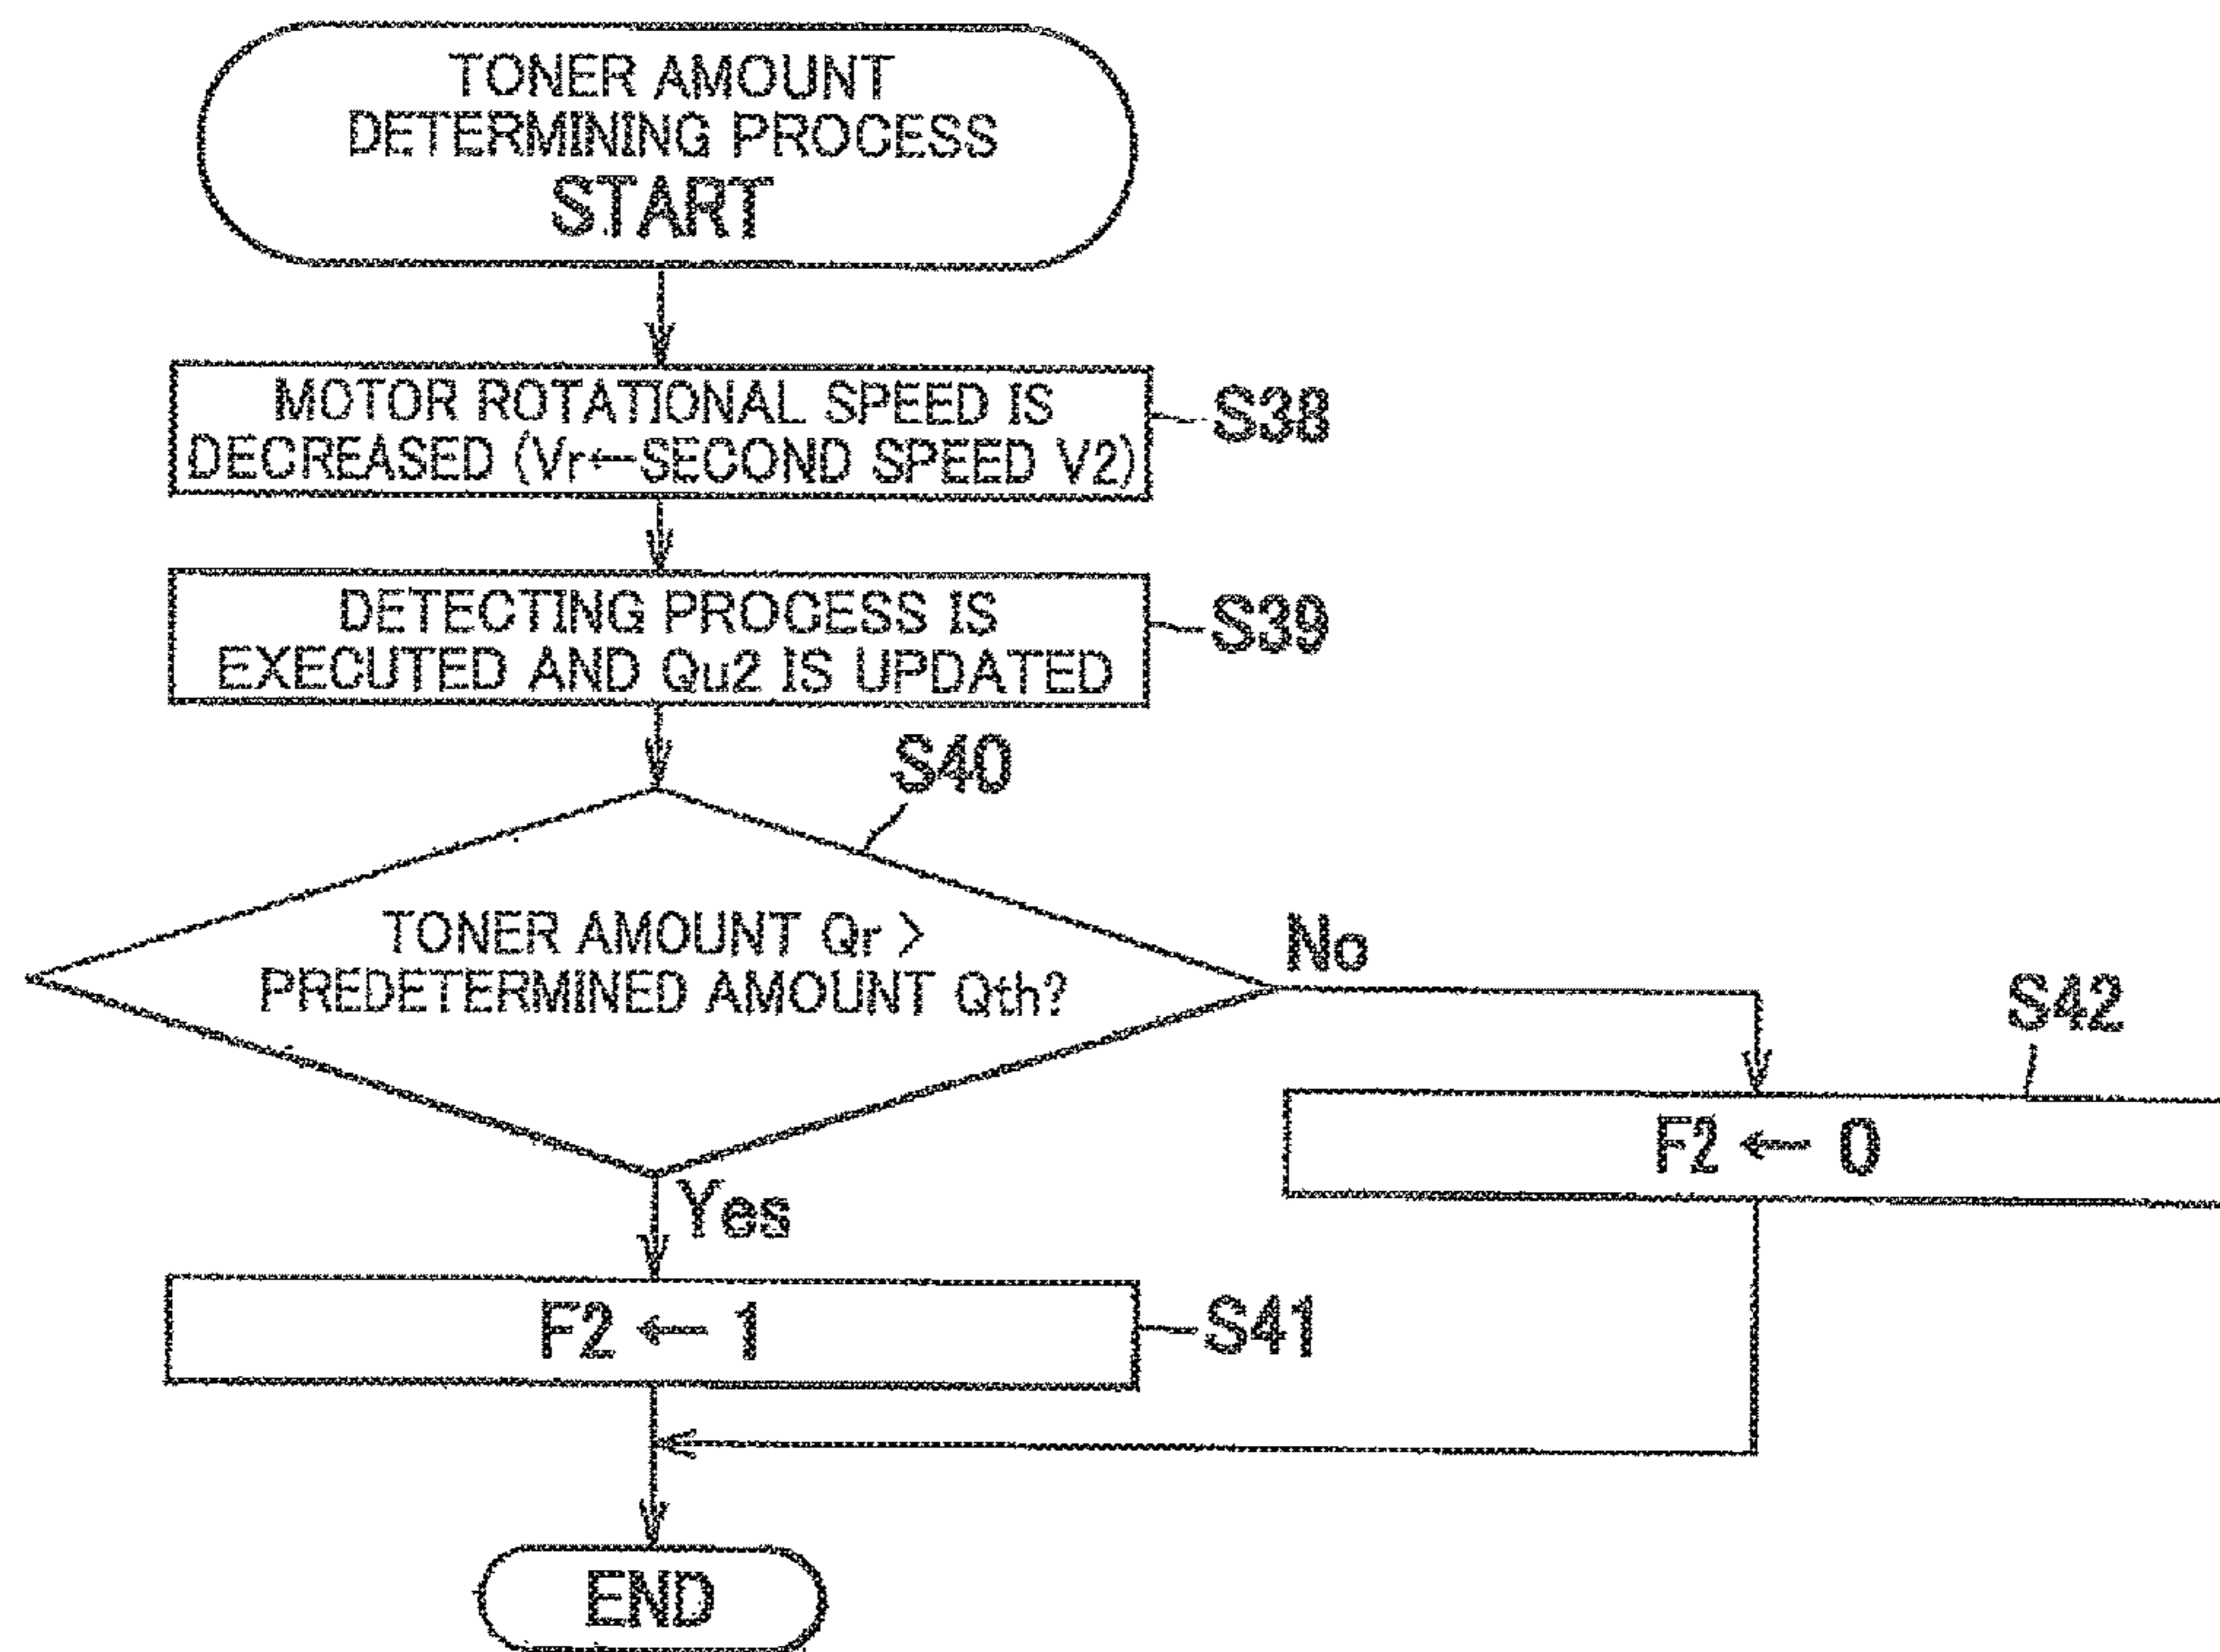 TONER AMOUNT
DETERMINING PROCESS
START
MOTOR ROTATIONAL SPEED IS
DECREASED (Vr←SECOND SPEED V2)
S38
DETECTING PROCESS IS
EXECUTED AND Qu2 IS UPDATED
S39
S40
TONER AMOUNT Qr >
PREDETERMINED AMOUNT Qth?
No
S42
F2 ← 0
Yes
F2 ← 1
S41
END